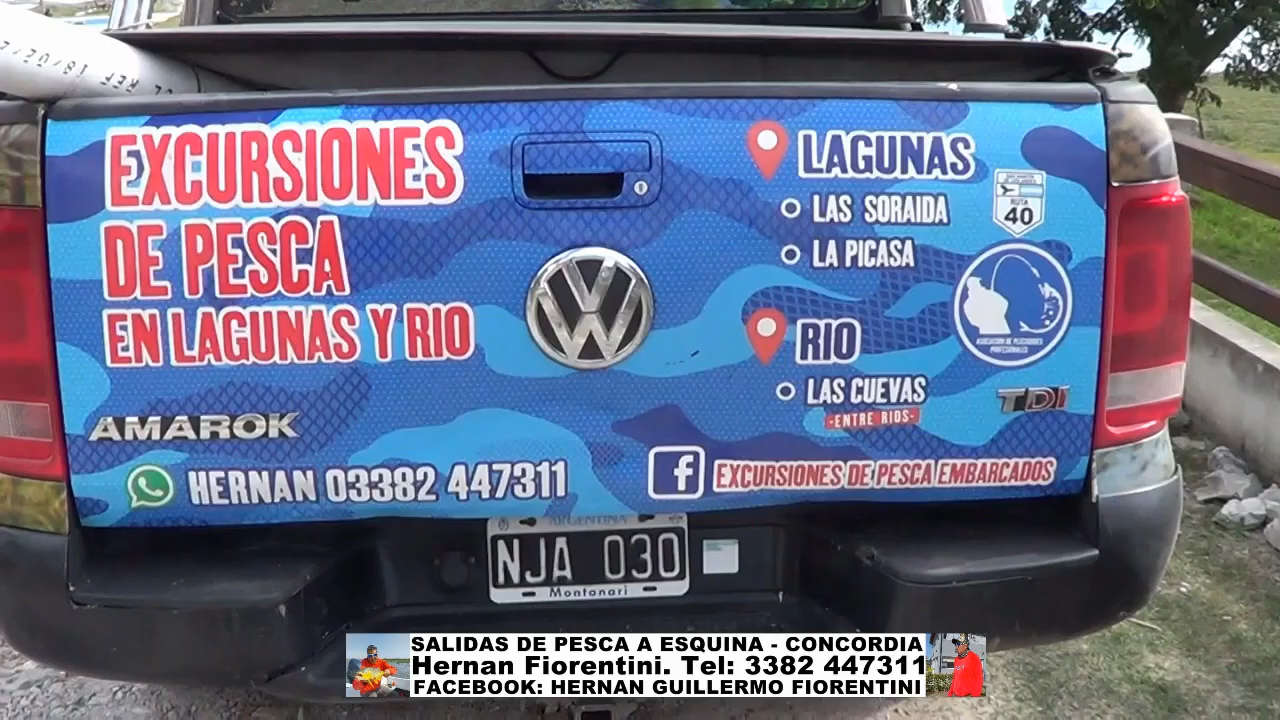 EXCURSIONES
DE PESCA
EN LAGUNAS Y RIO
LAGUNAS
LAS SORAIDA
LA PICASA
RUTA
40
RIO
LAS CUEVAS
-ENTRE RIOS-
AMAROK
TDI
HERNAN 03382 447311
EXCURSIONES DE PESCA EMBARCADOS
ARGENTINA
NJA 030
Montanari
SALIDAS DE PESCA A ESQUINA - CONCORDIA
Hernan Fiorentini. Tel: 3382 447311
FACEBOOK: HERNAN GUILLERMO FIORENTINI